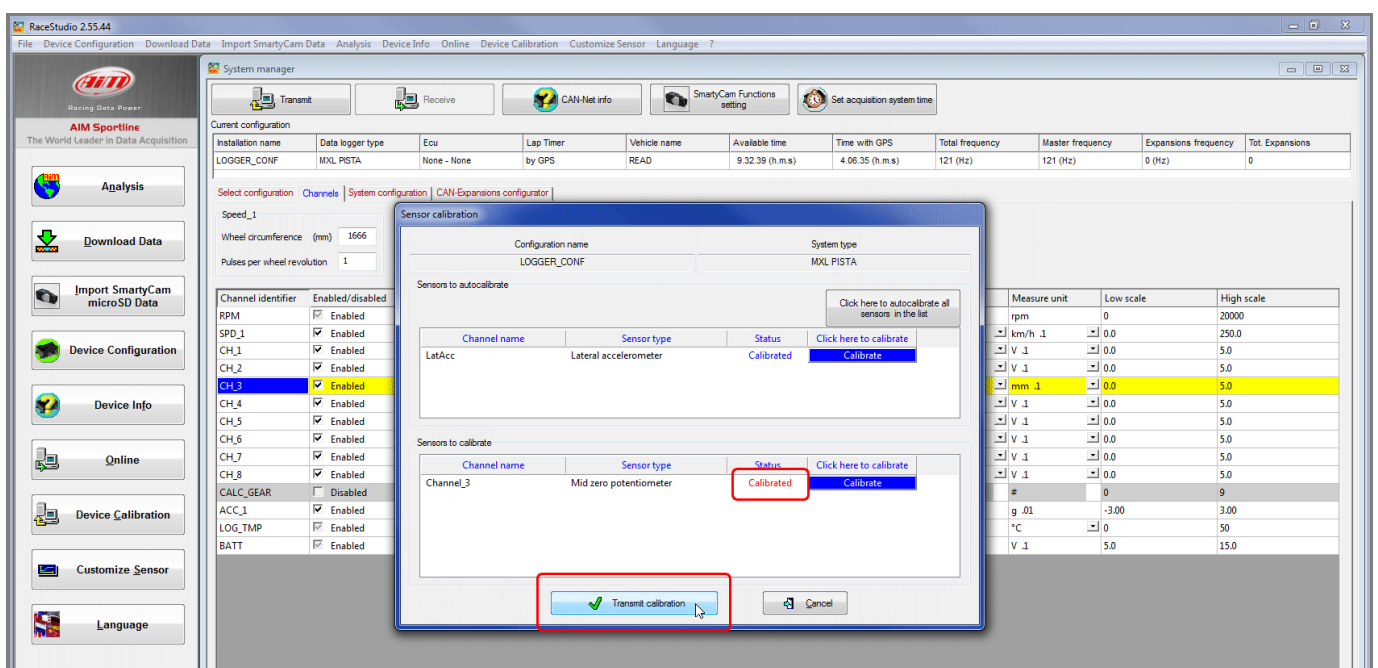 RaceStudio 2.55.44
File Device Configuration Download Data Import SmartyCam Data Analysis Device Info Online Device Calibration Customize Sensor Language ?
AiM
Racing Data Power
AIM Sportline
The World Leader in Data Acquisition
Analysis
Download Data
Import SmartyCam
microSD Data
Device Configuration
Device Info
Online
Device Calibration
Customize Sensor
Language
System manager
Transmit Receive CAN-Net info SmartyCam Functions setting Set acquisition system time
Current configuration
Installation name Data logger type Ecu Lap Timer Vehicle name Available time Time with GPS Total frequency Master frequency Expansions frequency Tot. Expansions
LOGGER_CONF MXL PISTA None - None by GPS READ 9.32.39 (h.m.s) 4.06.35 (h.m.s) 121 (Hz) 121 (Hz) 0 (Hz) 0
Select configuration Channels System configuration CAN-Expansions configurator
Speed_1
Wheel circumference (mm) 1666
Pulses per wheel revolution 1
Channel identifier Enabled/disabled Measure unit Low scale High scale
RPM Enabled rpm 0 20000
SPD_1 Enabled km/h .1 0.0 250.0
CH_1 Enabled V .1 0.0 5.0
CH_2 Enabled V .1 0.0 5.0
CH_3 Enabled mm .1 0.0 5.0
CH_4 Enabled V .1 0.0 5.0
CH_5 Enabled V .1 0.0 5.0
CH_6 Enabled V .1 0.0 5.0
CH_7 Enabled V .1 0.0 5.0
CH_8 Enabled V .1 0.0 5.0
CALC_GEAR Disabled # 0 9
ACC_1 Enabled g .01 -3.00 3.00
LOG_TMP Enabled °C 0 50
BATT Enabled V .1 5.0 15.0
Sensor calibration
Configuration name System type
LOGGER_CONF MXL PISTA
Sensors to autocalibrate
Click here to autocalibrate all
sensors in the list
Channel name Sensor type Status Click here to calibrate
LatAcc Lateral accelerometer Calibrated Calibrate
Sensors to calibrate
Channel name Sensor type Status Click here to calibrate
Channel_3 Mid zero potentiometer Calibrated Calibrate
Transmit calibration Cancel